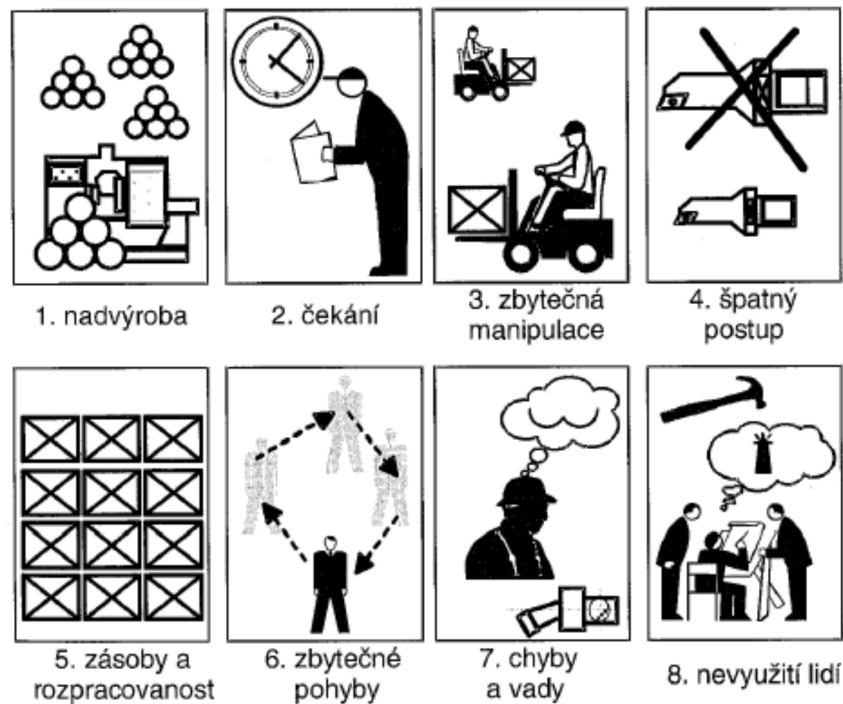 1. nadvýroba
2. čekání
3. zbytečná
manipulace
4. špatný
postup
5. zásoby a
rozpracovanost
6. zbytečné
pohyby
7. chyby
a vady
8. nevyužití lidí